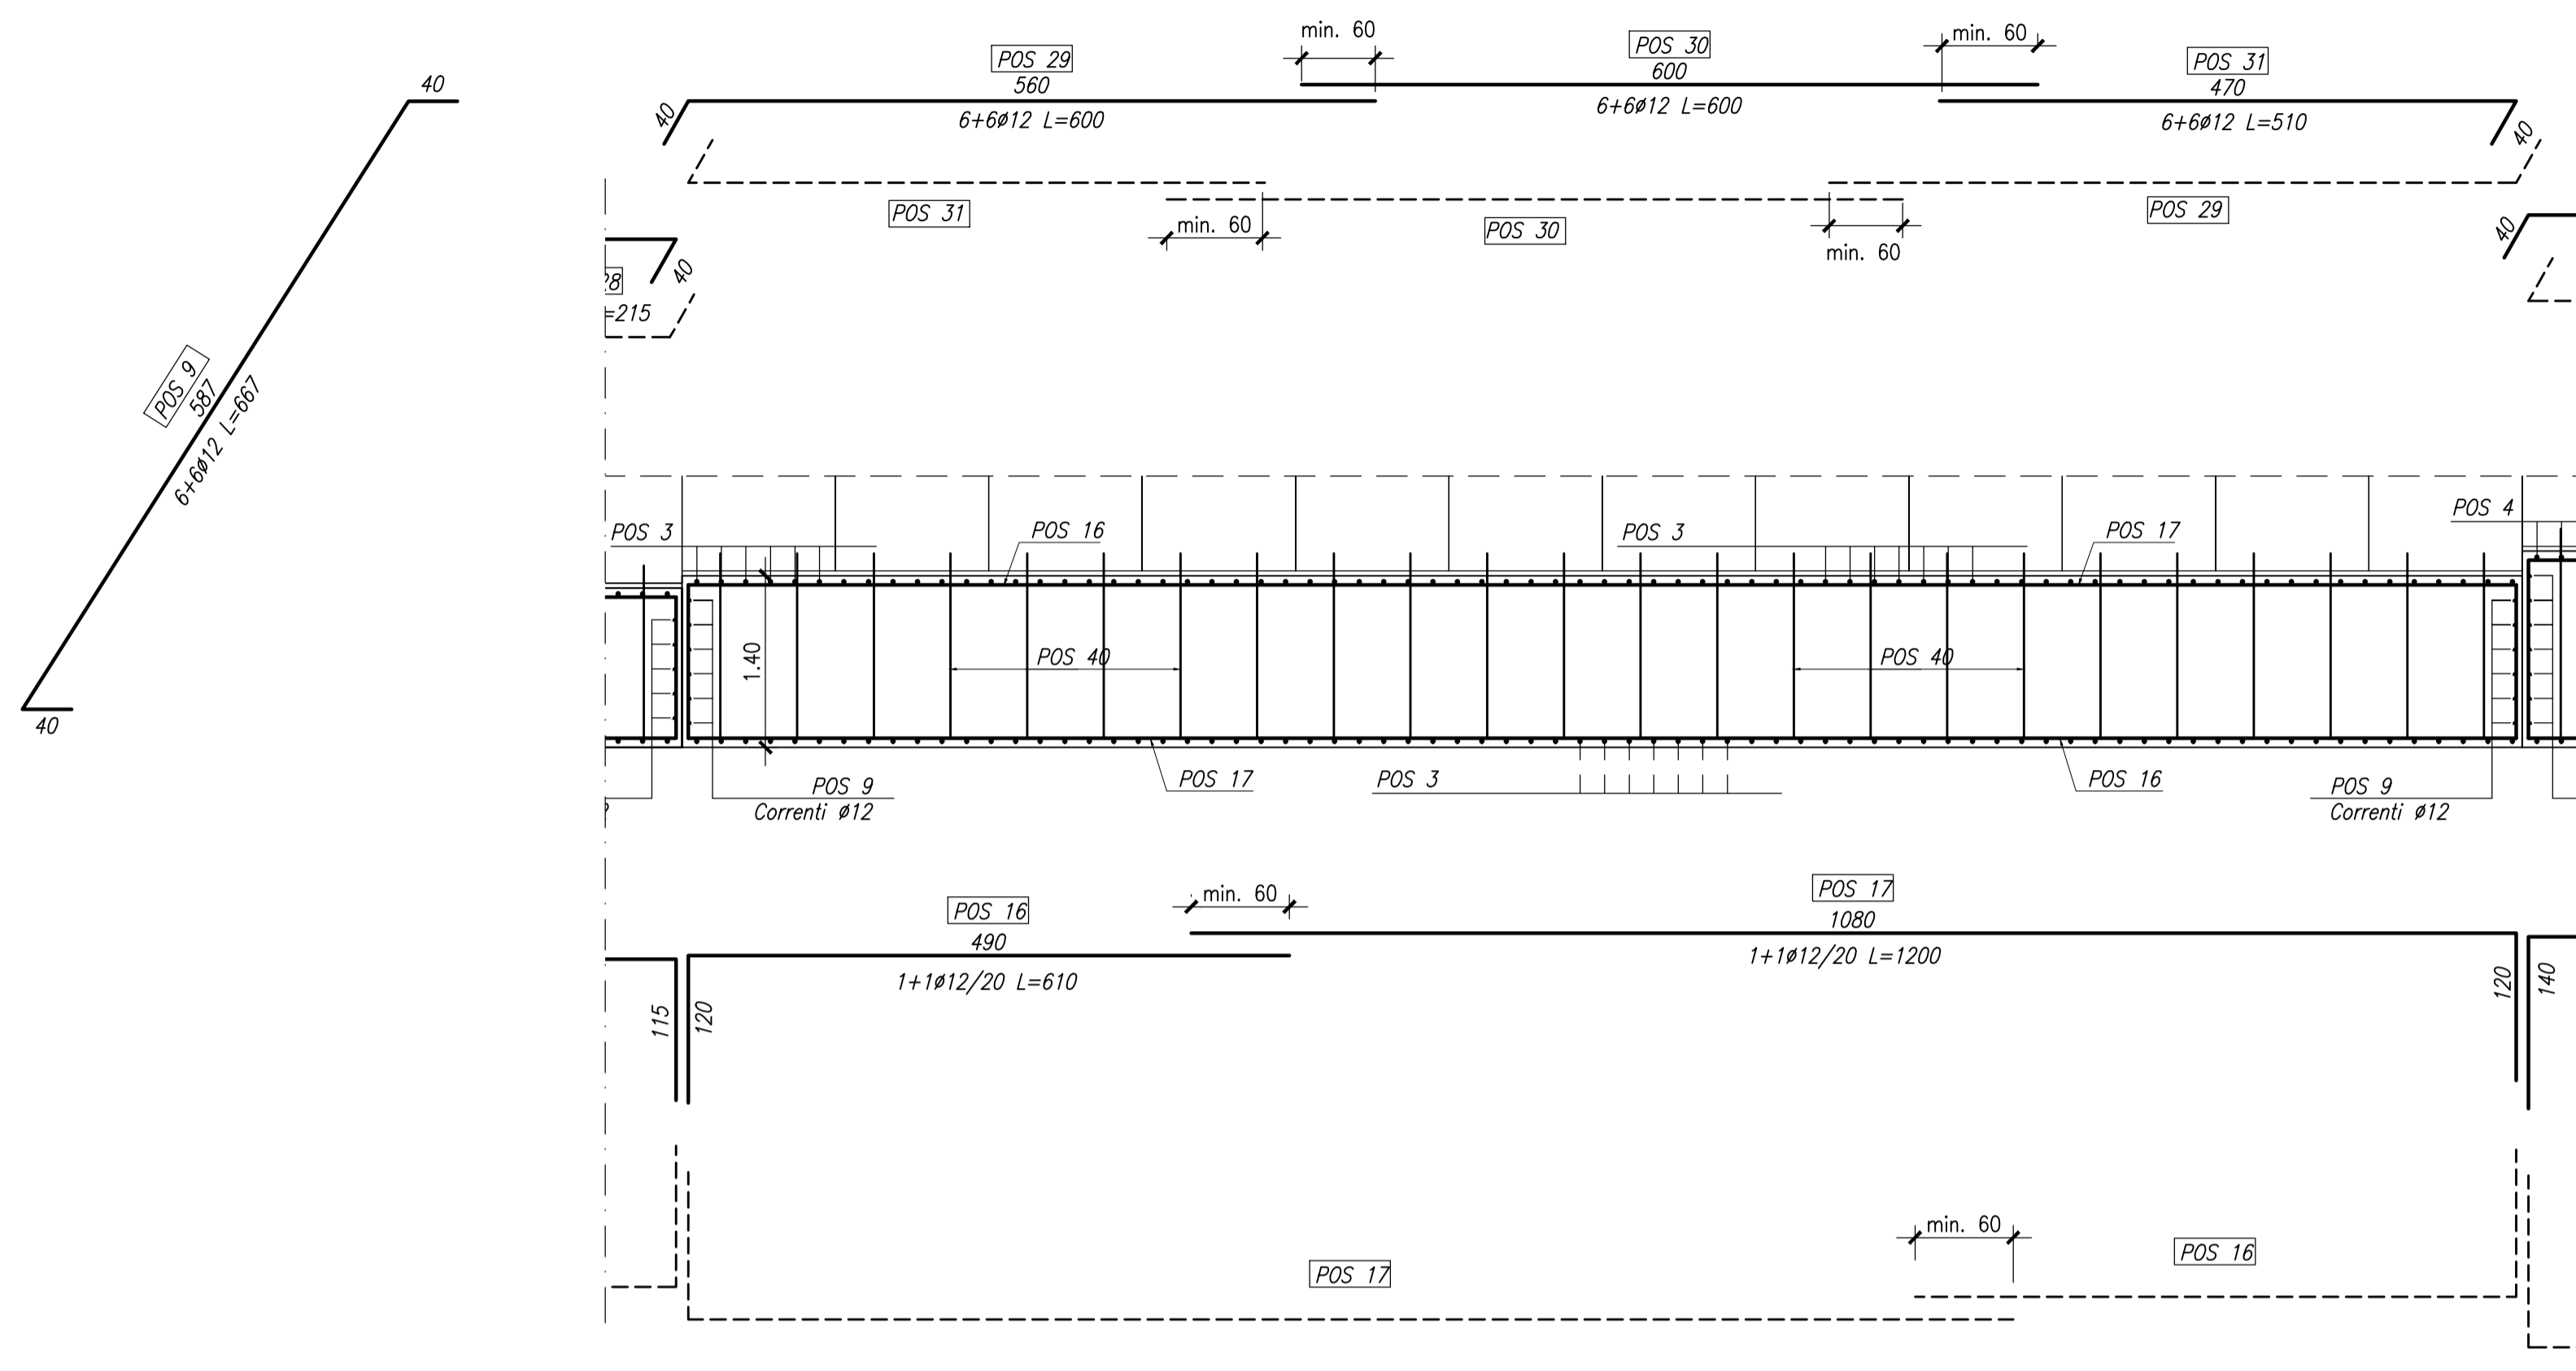 min. 60
POS 30
600
6+6ø12 L=600
min. 60
POS 29
560
6+6ø12 L=600
40
POS 31
470
6+6ø12 L=510
40
40
POS 31
min. 60
POS 30
min. 60
POS 29
40
28
=215
40
POS 9
587
6+6ø12 L=667
40
POS 3
POS 16
POS 3
POS 17
POS 4
1.40
POS 40
POS 40
POS 9
Correnti ø12
POS 17
POS 3
POS 16
POS 9
Correnti ø12
POS 16
490
1+1ø12/20 L=610
min. 60
POS 17
1080
1+1ø12/20 L=1200
115
120
120
140
min. 60
POS 17
POS 16